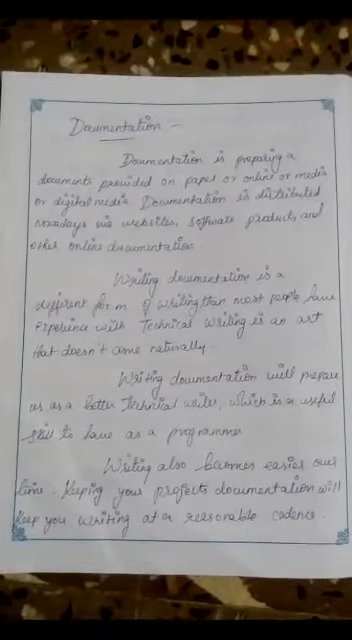 Documentation :-
Documentation is preparing a
documents provided on paper or online or media
or digital media. Documentation is distributed
nowadays via websites, software products and
other online documentation
Writing documentation is a
different form of writing than most people have
experience with Technical writing is an art
that doesn't come naturally.
Writing documentation will prepare
us as a better Technical writer, which is a useful
skill to have as a programmer
Writing also becomes easier over
time. Keeping your projects documentation will
keep you writing at a reasonable cadence.